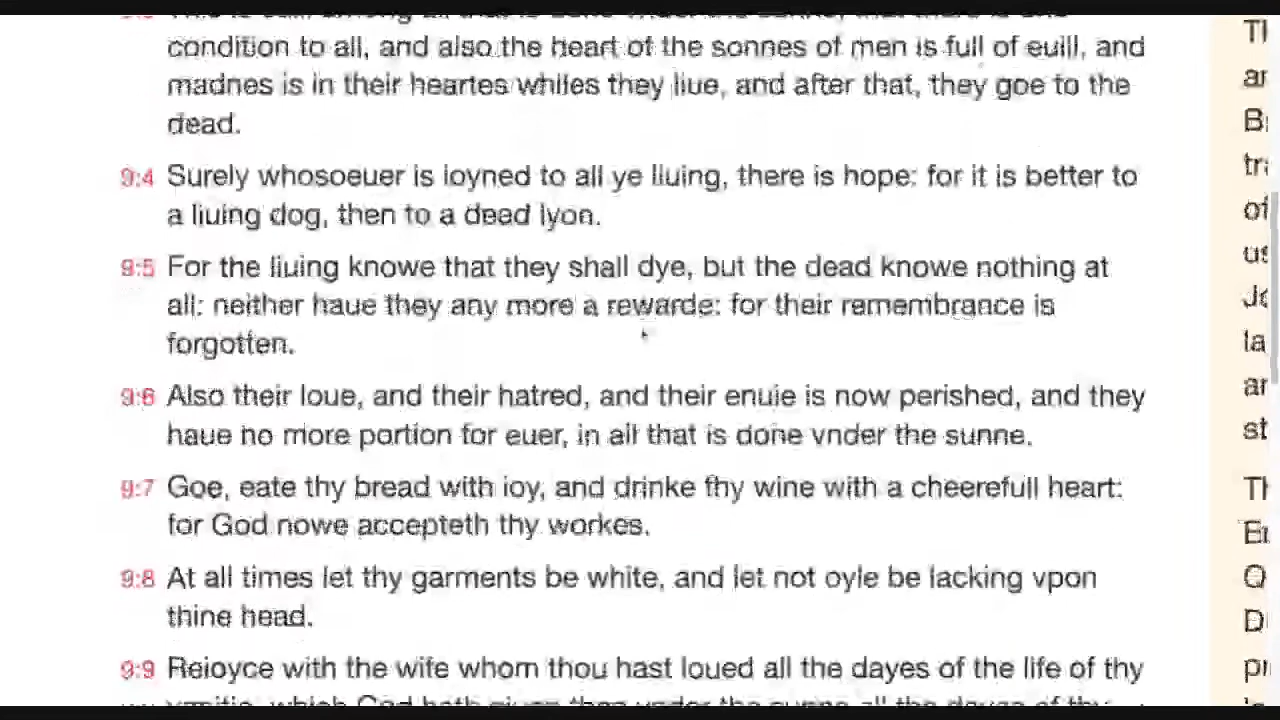 condition to all, and also the heart of the sonnes of men is full of euill, and
madnes is in their heartes whiles they liue, and after that, they goe to the
dead.
9:4 Surely whosoeuer is ioyned to all ye liuing, there is hope: for it is better to
a liuing dog, then to a dead lyon.
9:5 For the liuing knowe that they shall dye, but the dead knowe nothing at
all: neither haue they any more a rewarde: for their remembrance is
forgotten.
9:6 Also their loue, and their hatred, and their enuie is now perished, and they
haue no more portion for euer, in all that is done vnder the sunne.
9:7 Goe, eate thy bread with ioy, and drinke thy wine with a cheerefull heart:
for God nowe accepteth thy workes.
9:8 At all times let thy garments be white, and let not oyle be lacking vpon
thine head.
9:9 Reioyce with the wife whom thou hast loued all the dayes of the life of thy